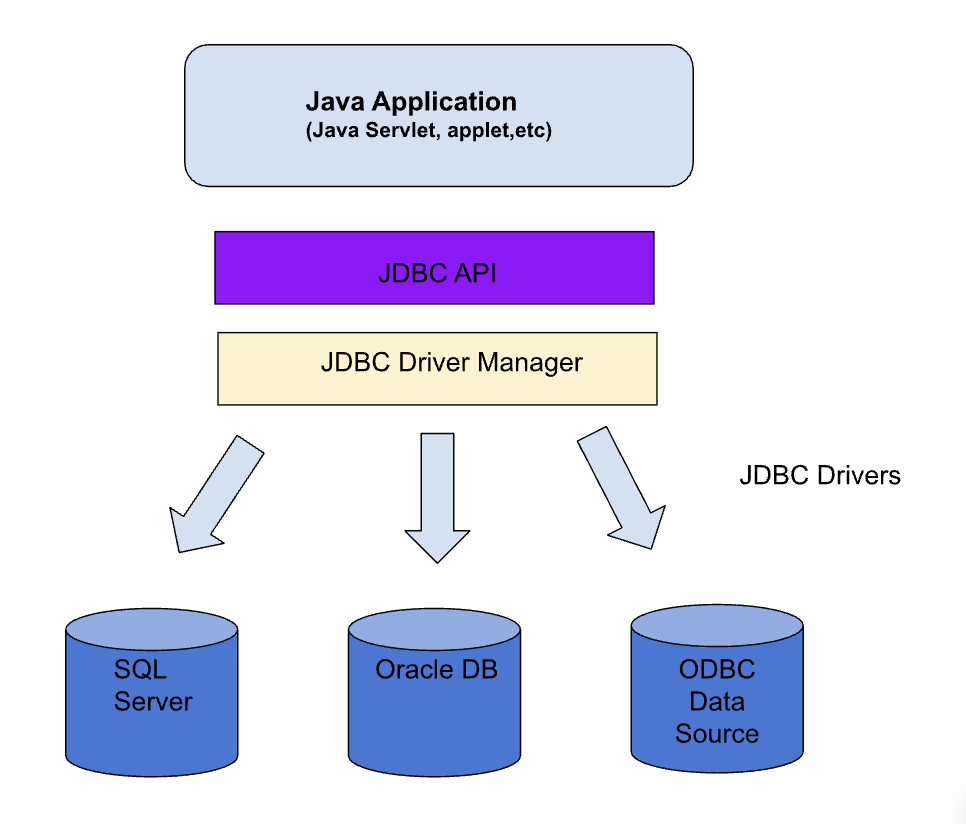 Java Application
(Java Servlet, applet,etc)
JDBC API
JDBC Driver Manager
JDBC Drivers
SQL
Server
Oracle DB
ODBC
Data
Source